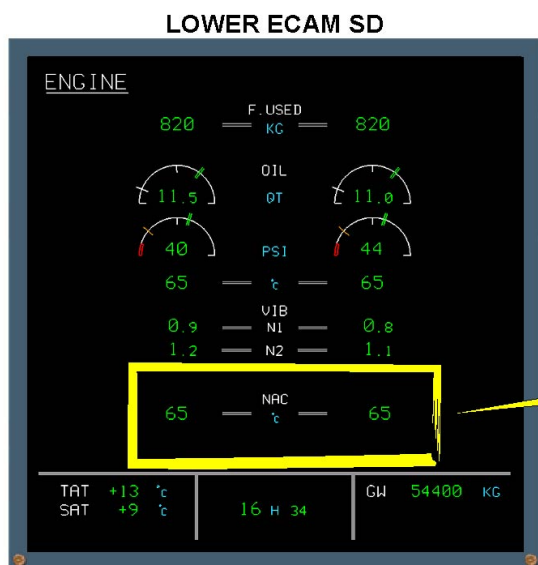 LOWER ECAM SD
ENGINE
F.USED
820 KG 820
OIL
11.5 QT 11.0
40 PSI 44
65 °c 65
VIB
0.9 N1 0.8
1.2 N2 1.1
NAC
65 °c 65
TAT +13 °c
SAT +9 °c
16 H 34
GW 54400 KG